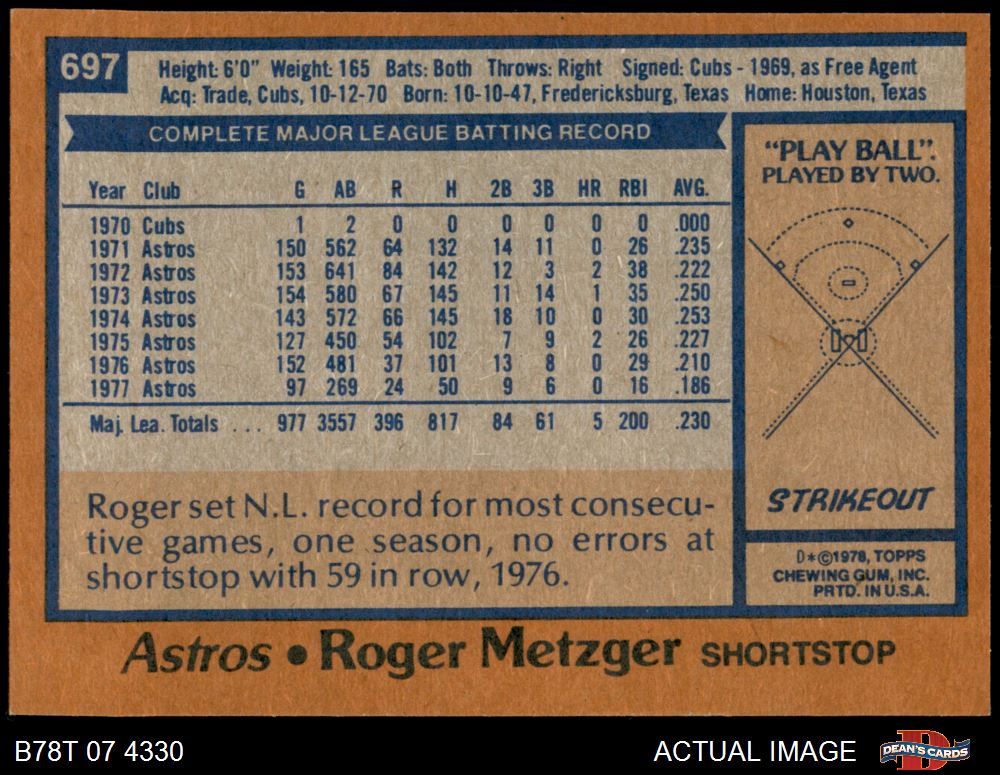 697
Height: 6'0" Weight: 165 Bats: Both Throws: Right Signed: Cubs - 1969, as Free Agent
Acq: Trade, Cubs, 10-12-70 Born: 10-10-47, Fredericksburg, Texas Home: Houston, Texas
COMPLETE MAJOR LEAGUE BATTING RECORD
Year Club G AB R H 2B 3B HR RBI AVG.
1970 Cubs 1 2 0 0 0 0 0 0 .000
1971 Astros 150 562 64 132 14 11 0 26 .235
1972 Astros 153 641 84 142 12 3 2 38 .222
1973 Astros 154 580 67 145 11 14 1 35 .250
1974 Astros 143 572 66 145 18 10 0 30 .253
1975 Astros 127 450 54 102 7 9 2 26 .227
1976 Astros 152 481 37 101 13 8 0 29 .210
1977 Astros 97 269 24 50 9 6 0 16 .186
Maj. Lea. Totals ... 977 3557 396 817 84 61 5 200 .230
Roger set N.L. record for most consecu-
tive games, one season, no errors at
shortstop with 59 in row, 1976.
"PLAY BALL".
PLAYED BY TWO.
STRIKEOUT
D*©1978, TOPPS
CHEWING GUM, INC.
PRTD. IN U.S.A.
Astros • Roger Metzger SHORTSTOP
B78T 07 4330
ACTUAL IMAGE
D
DEAN'S CARDS